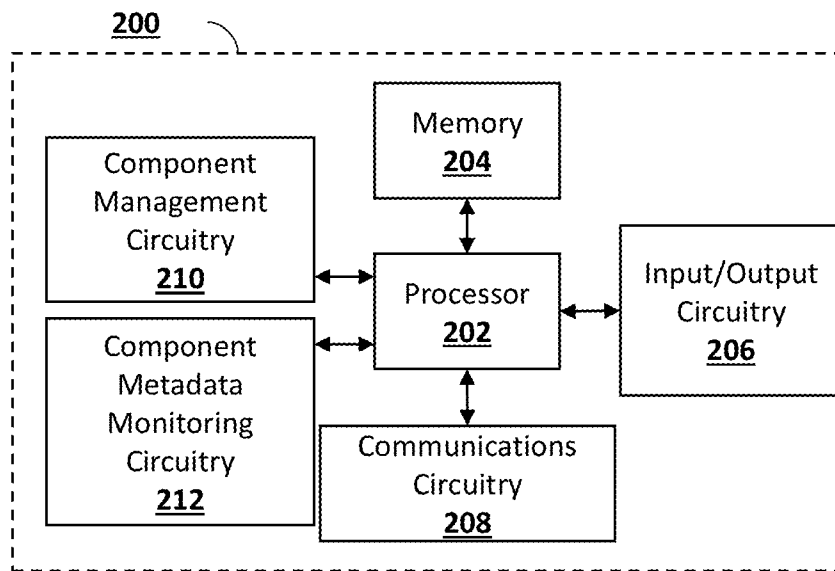 200
Memory
204
Component
Management
Circuitry
210
Processor
202
Input/Output
Circuitry
206
Component
Metadata
Monitoring
Circuitry
212
Communications
Circuitry
208